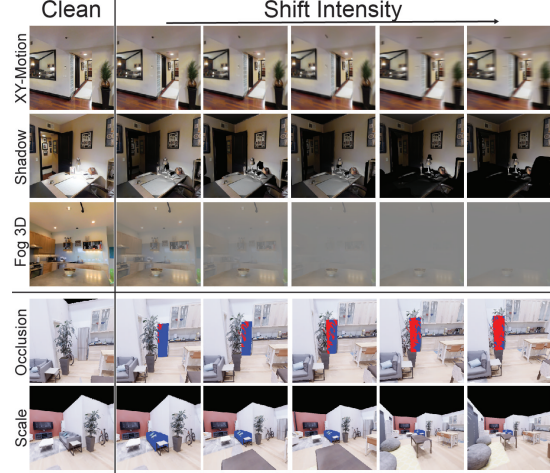 Clean
Shift Intensity
XY-Motion
Shadow
Fog 3D
Occlusion
Scale